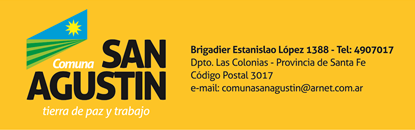 Comuna SAN
AGUSTIN
tierra de paz y trabajo
Brigadier Estanislao López 1388 - Tel: 4907017
Dpto. Las Colonias - Provincia de Santa Fe
Código Postal 3017
e-mail: comunasanagustin@arnet.com.ar